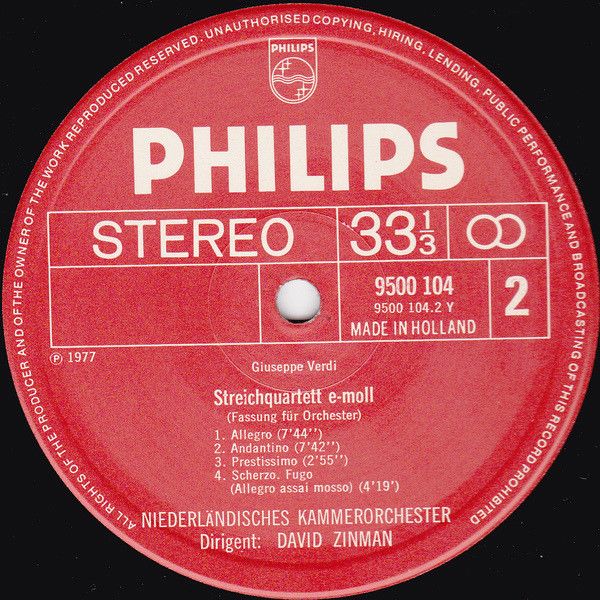 ALL RIGHTS OF THE PRODUCER AND OF THE OWNER OF THE WORK REPRODUCED RESERVED. UNAUTHORISED COPYING, HIRING, LENDING, PUBLIC PERFORMANCE AND BROADCASTING OF THIS RECORD PROHIBITED
PHILIPS
PHILIPS
STEREO
33 1/3
9500 104
9500 104.2 Y
MADE IN HOLLAND
2
℗ 1977
Giuseppe Verdi
Streichquartett e-moll
(Fassung für Orchester)
1. Allegro (7'44'')
2. Andantino (7'42'')
3. Prestissimo (2'55'')
4. Scherzo. Fugo
(Allegro assai mosso) (4'19')
NIEDERLÄNDISCHES KAMMERORCHESTER
Dirigent: DAVID ZINMAN